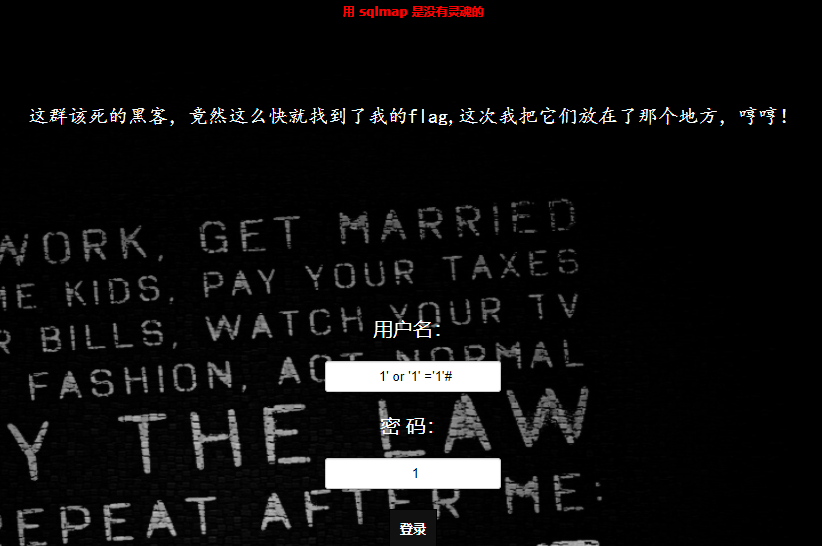 用 sqlmap 是没有灵魂的
这群该死的黑客，竟然这么快就找到了我的flag,这次我把它们放在了那个地方，哼哼！
WORK, GET MARRIED
HE KIDS, PAY YOUR TAXES
R BILLS, WATCH YOUR TV
FASHION, ACT NORMAL
Y THE LAW
REPEAT AFTER ME:
用户名：
1' or '1' ='1'#
密 码：
1
登录